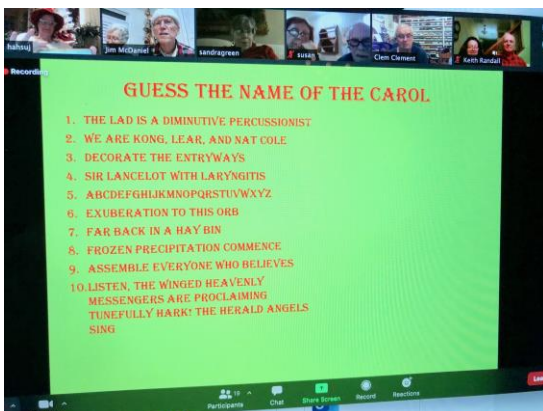 hahsuj
Jim McDaniel
sandragreen
susan
Clem Clement
Keith Randall
Recording
GUESS THE NAME OF THE CAROL
1. THE LAD IS A DIMINUTIVE PERCUSSIONIST
2. WE ARE KONG, LEAR, AND NAT COLE
3. DECORATE THE ENTRYWAYS
4. SIR LANCELOT WITH LARYNGITIS
5. ABCDEFGHIJKMNOPQRSTUVWXYZ
6. EXUBERATION TO THIS ORB
7. FAR BACK IN A HAY BIN
8. FROZEN PRECIPITATION COMMENCE
9. ASSEMBLE EVERYONE WHO BELIEVES
10.LISTEN, THE WINGED HEAVENLY
MESSENGERS ARE PROCLAIMING
TUNEFULLY HARK! THE HERALD ANGELS
SING
Participants
Chat
Share Screen
Record
Reactions